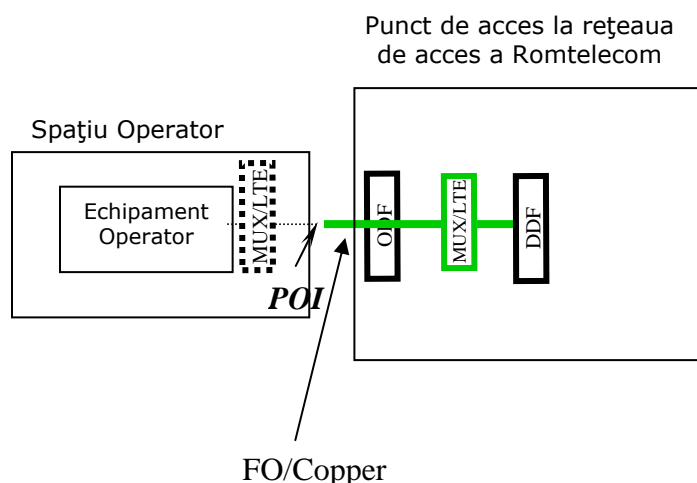 Punct de acces la reţeaua
de acces a Romtelecom
Spaţiu Operator
Echipament
Operator
MUX/LTE
POI
ODF
MUX/LTE
DDF
FO/Copper